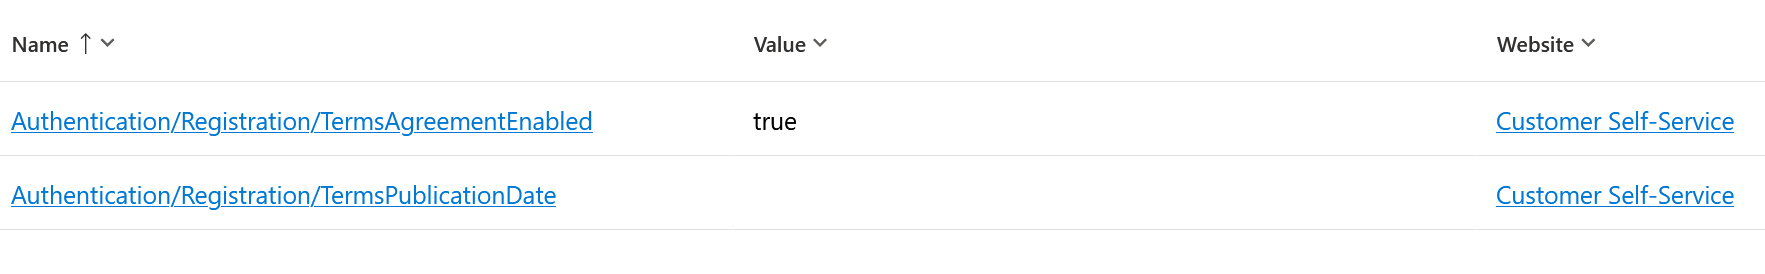 Name ↑ Value Website
Authentication/Registration/TermsAgreementEnabled true Customer Self-Service
Authentication/Registration/TermsPublicationDate Customer Self-Service